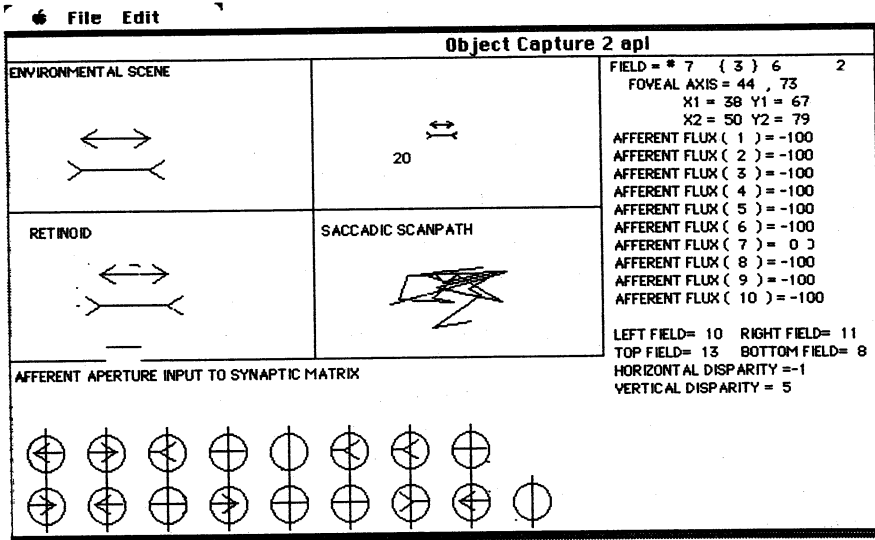 File Edit
Object Capture 2 apl
ENVIRONMENTAL SCENE
20
RETINOID
SACCADIC SCANPATH
FIELD = # 7 { 3 } 6 2
FOVEAL AXIS = 44 , 73
X1 = 38 Y1 = 67
X2 = 50 Y2 = 79
AFFERENT FLUX ( 1 ) = -100
AFFERENT FLUX ( 2 ) = -100
AFFERENT FLUX ( 3 ) = -100
AFFERENT FLUX ( 4 ) = -100
AFFERENT FLUX ( 5 ) = -100
AFFERENT FLUX ( 6 ) = -100
AFFERENT FLUX ( 7 ) = 0 )
AFFERENT FLUX ( 8 ) = -100
AFFERENT FLUX ( 9 ) = -100
AFFERENT FLUX ( 10 ) = -100
LEFT FIELD= 10 RIGHT FIELD= 11
TOP FIELD= 13 BOTTOM FIELD= 8
HORIZONTAL DISPARITY =-1
VERTICAL DISPARITY = 5
AFFERENT APERTURE INPUT TO SYNAPTIC MATRIX